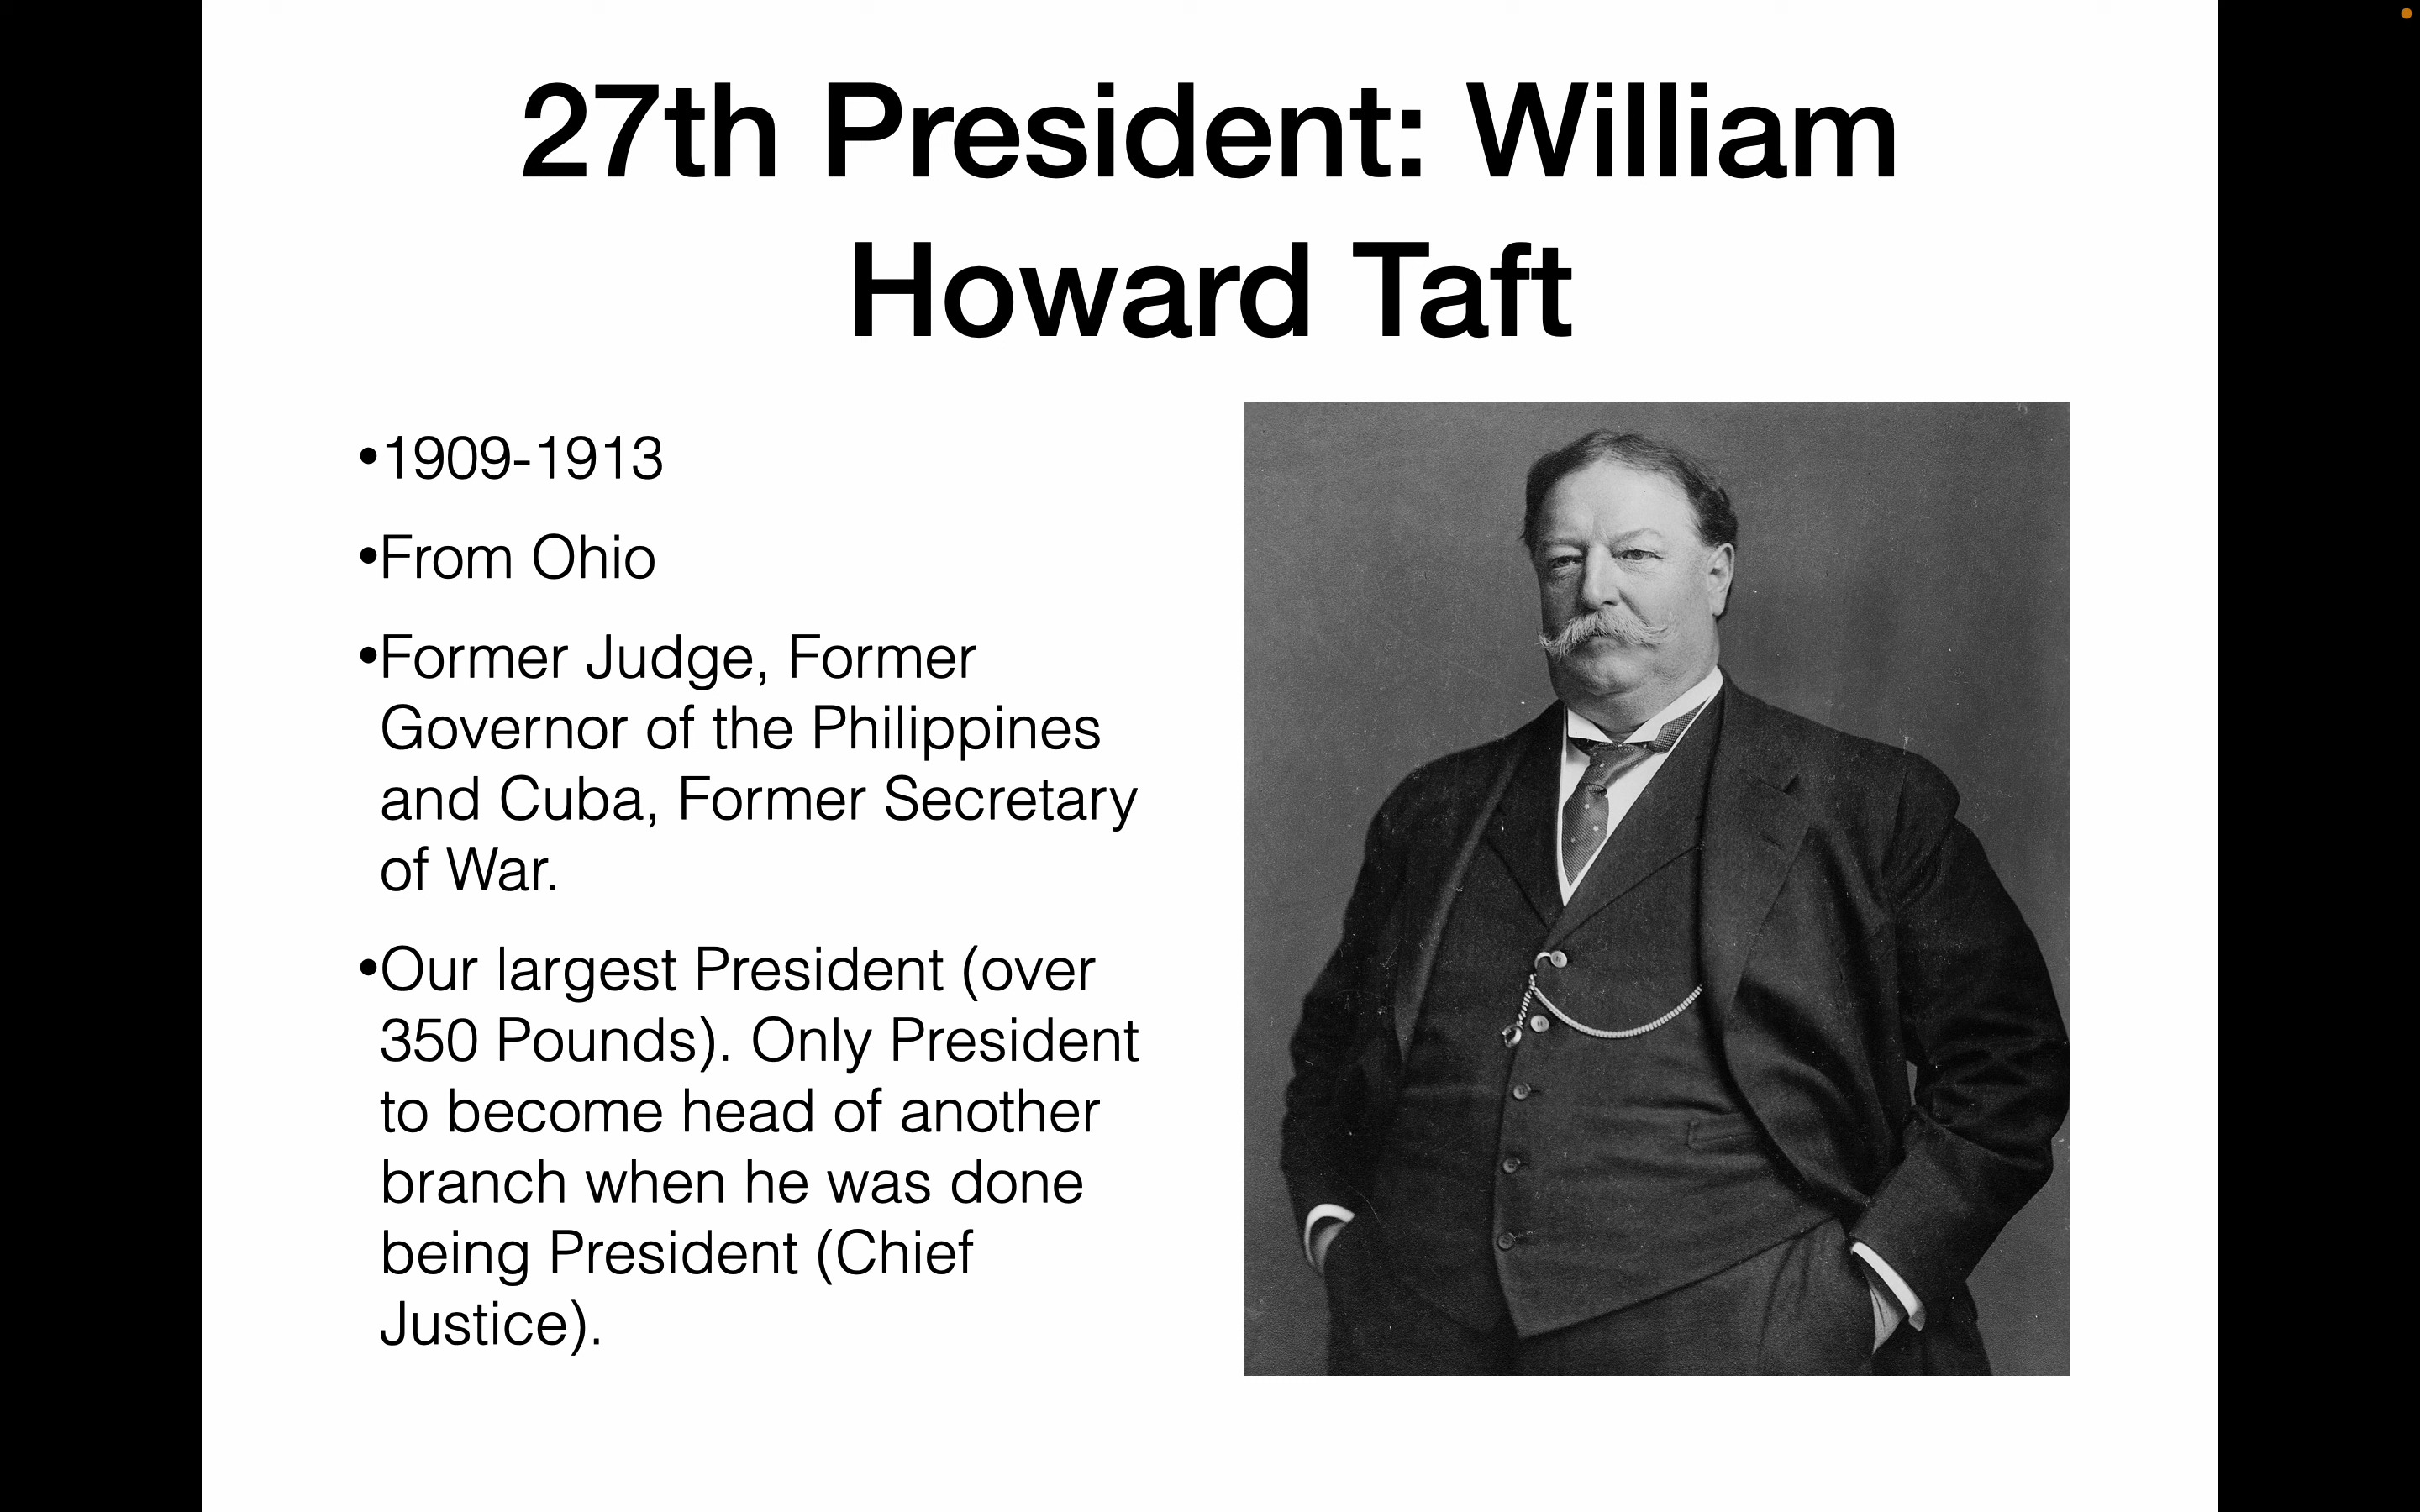 27th President: William
Howard Taft
•1909-1913
•From Ohio
•Former Judge, Former
Governor of the Philippines
and Cuba, Former Secretary
of War.
•Our largest President (over
350 Pounds). Only President
to become head of another
branch when he was done
being President (Chief
Justice).